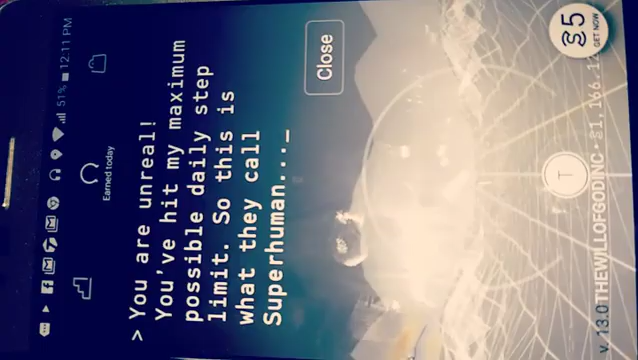 51% 12:11 PM
Earned today
> You are unreal!
You've hit my maximum
possible daily step
limit. So this is
what they call
Superhuman...._
Close
5
GET NOW
T
v. 13.0 THEWILLOFGODINC